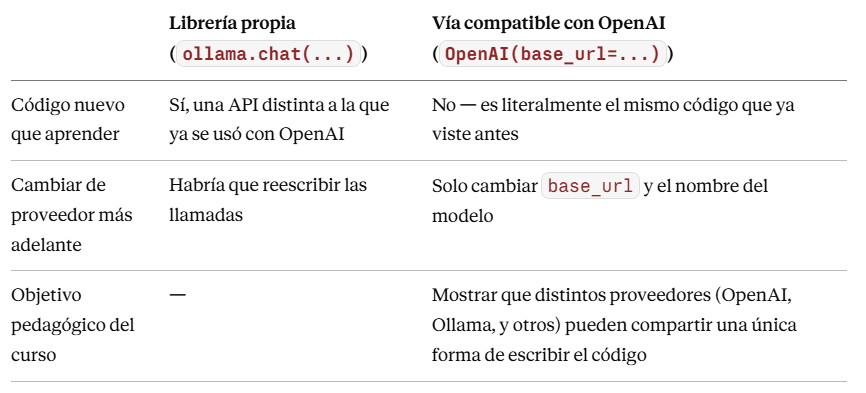 Librería propia
(ollama.chat(...))
Vía compatible con OpenAI
(OpenAI(base_url=...))
Código nuevo
que aprender
Sí, una API distinta a la que
ya se usó con OpenAI
No — es literalmente el mismo código que ya
viste antes
Cambiar de
proveedor más
adelante
Habría que reescribir las
llamadas
Solo cambiar base_url y el nombre del
modelo
Objetivo
pedagógico del
curso
—
Mostrar que distintos proveedores (OpenAI,
Ollama, y otros) pueden compartir una única
forma de escribir el código